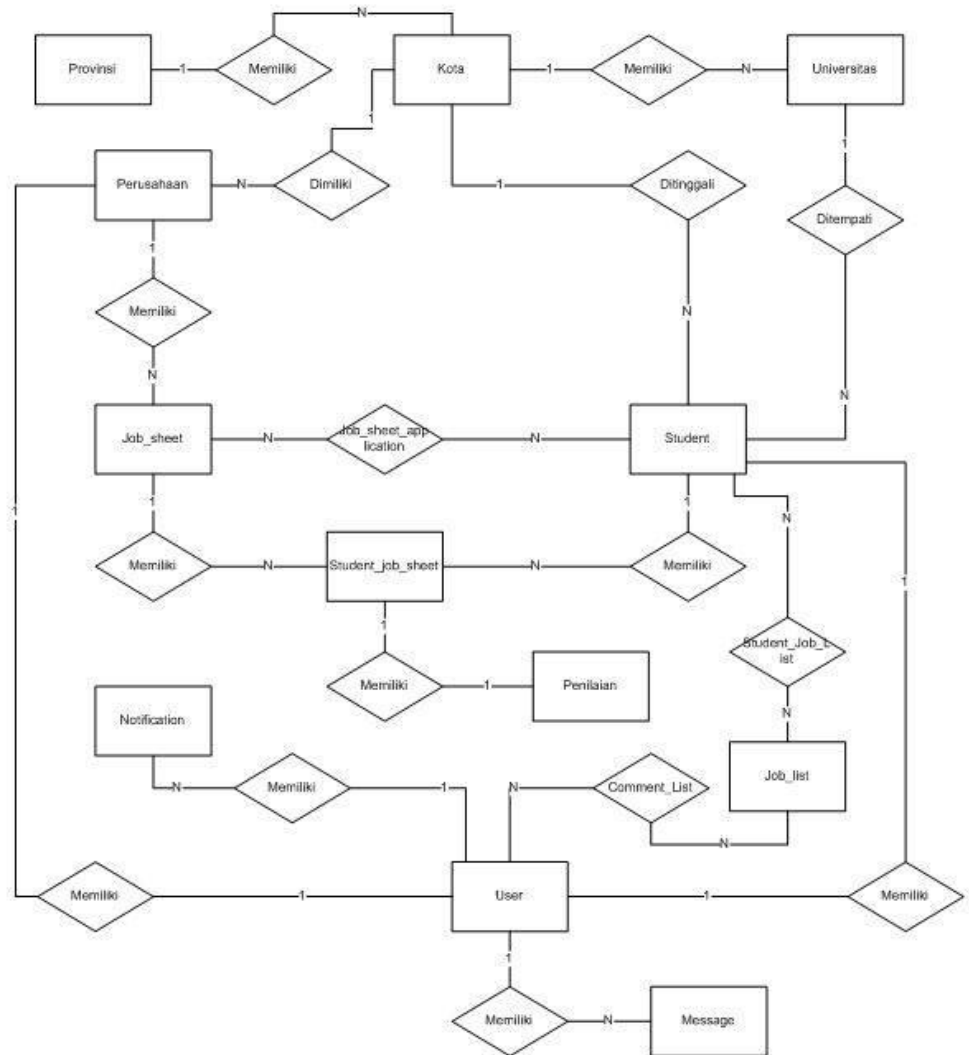 N
Provinsi
1
Memiliki
Kota
1
Memiliki
N
Universitas
1
1
Perusahaan
N
Dimiliki
1
Ditinggali
Ditempati
1
Memiliki
N
N
N
Job_sheet
N
Job_sheet_app
lication
N
Student
1
1
N
Memiliki
N
Student_job_sheet
N
Memiliki
1
1
1
Student_Job_L
ist
Memiliki
1
Penilaian
N
Notification
Job_list
N
Memiliki
1
N
Comment_List
N
Memiliki
1
User
1
Memiliki
1
Memiliki
N
Message